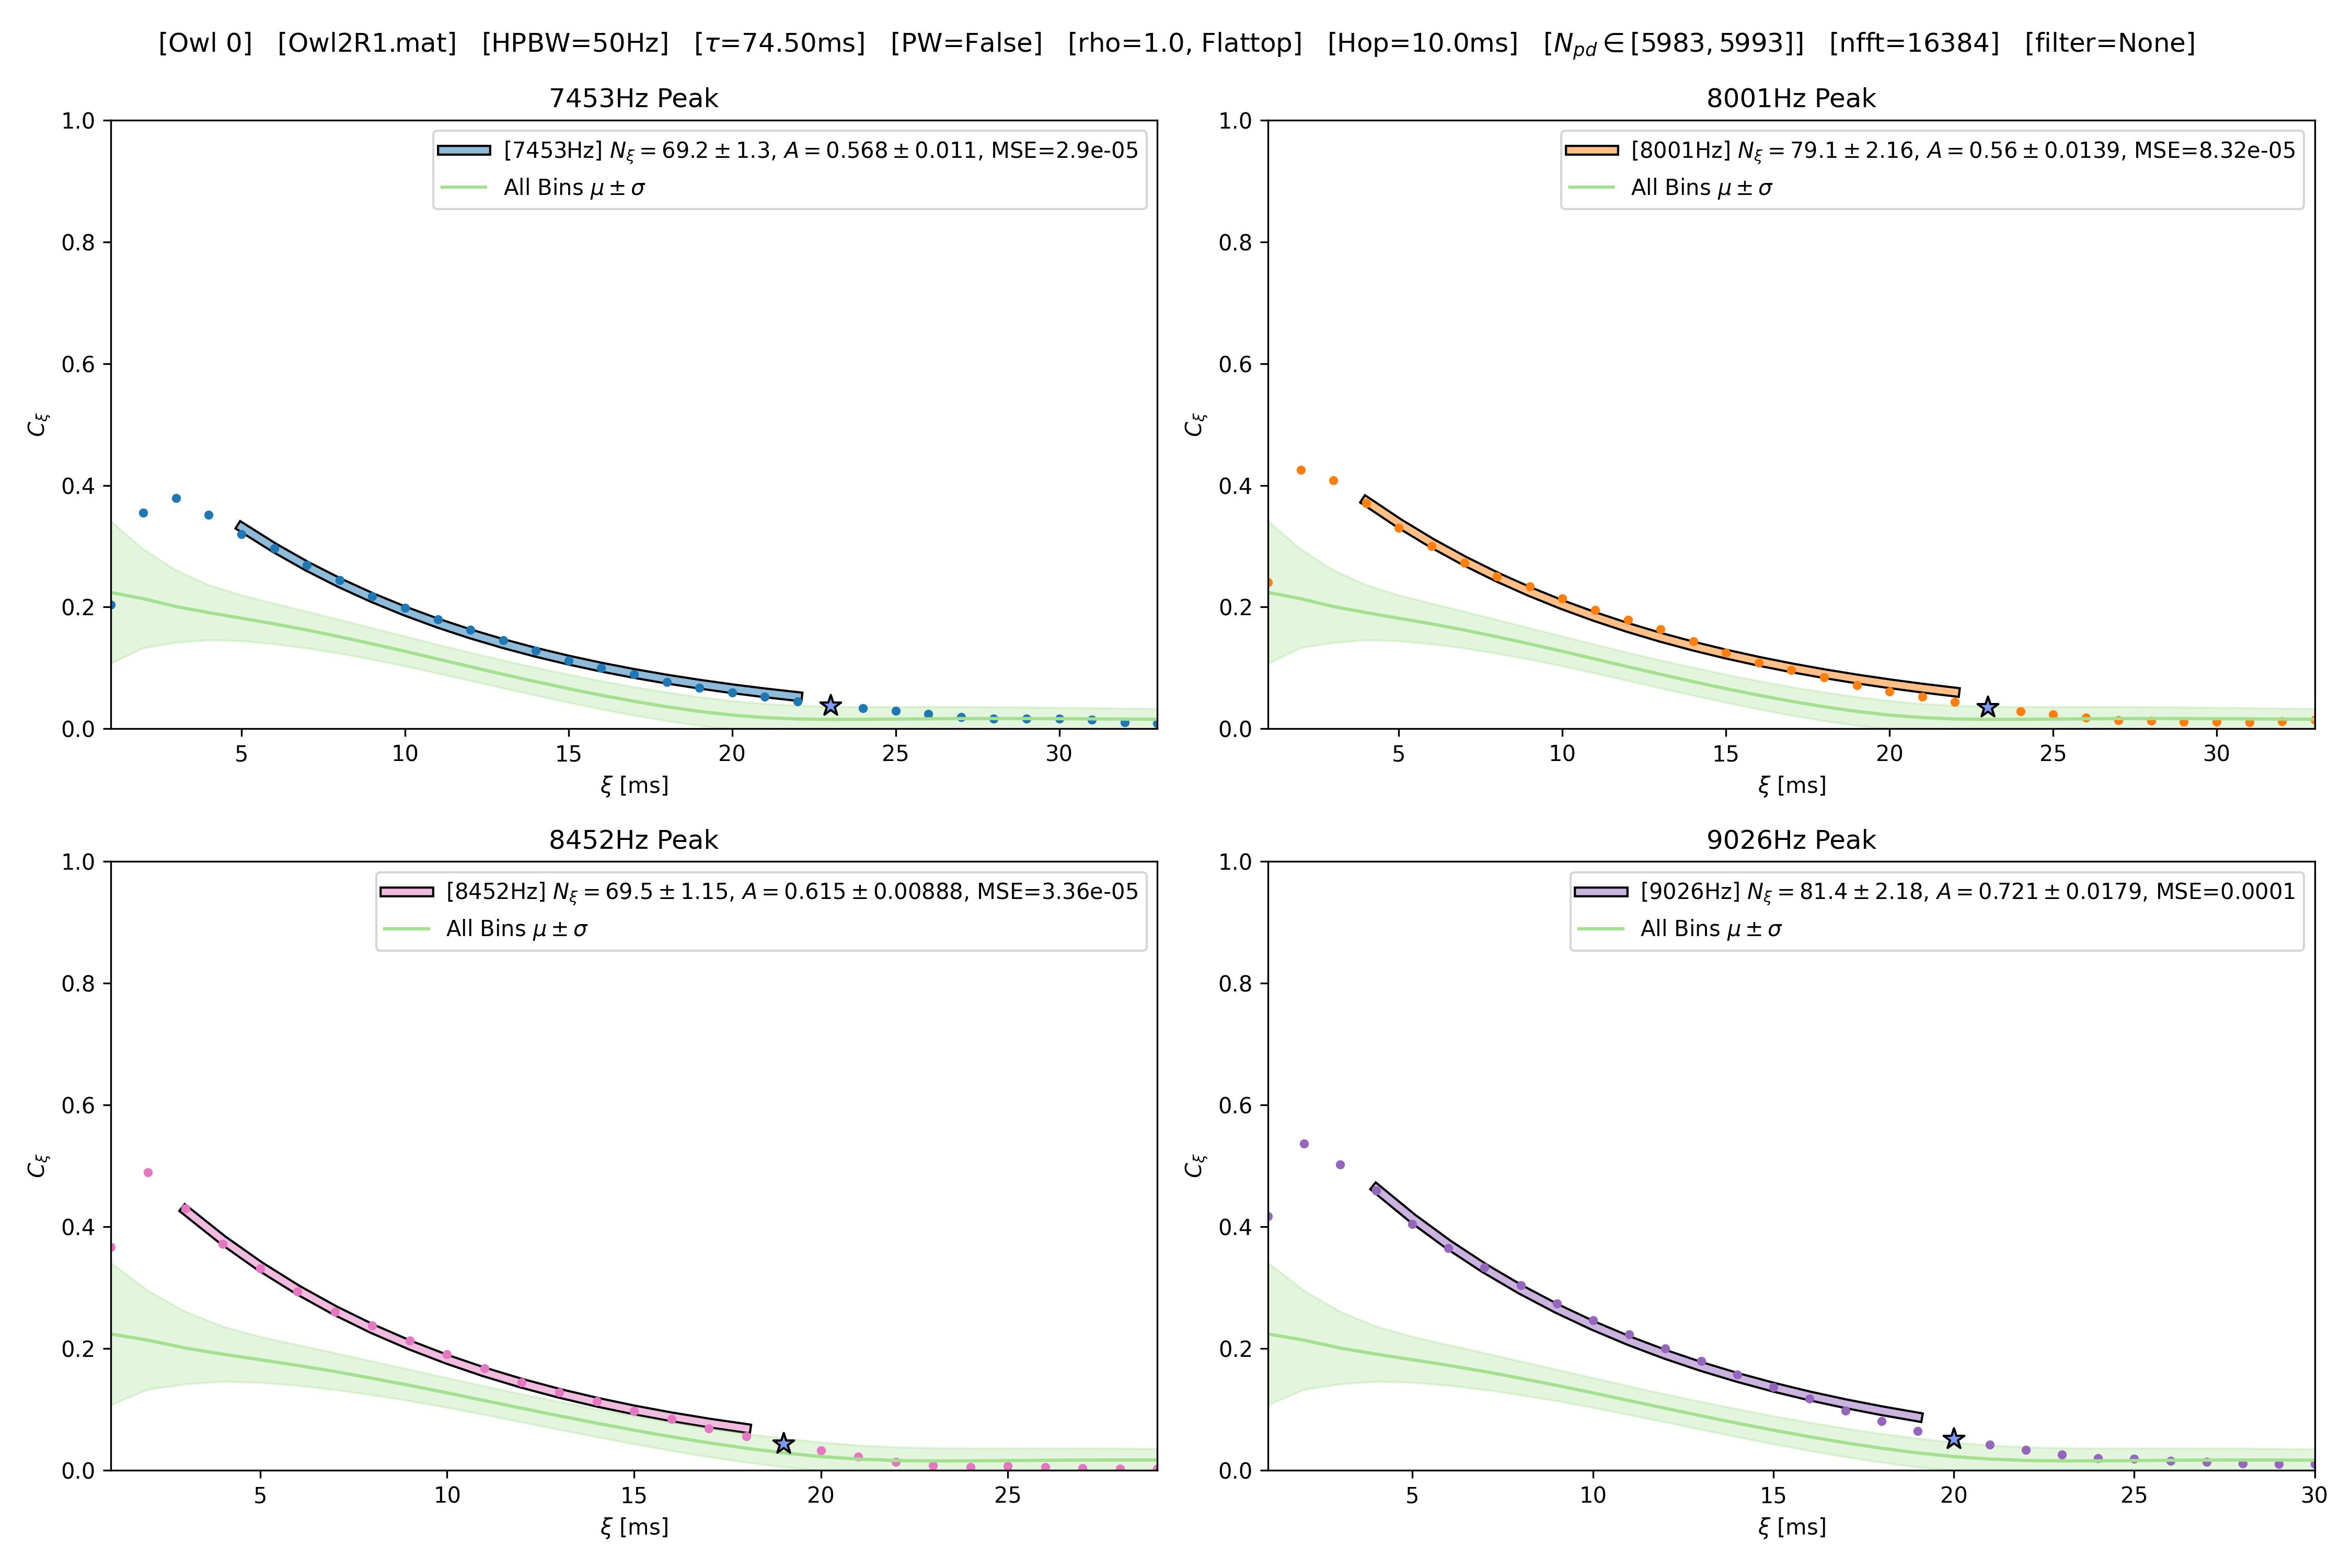 [Owl 0] [Owl2R1.mat] [HPBW=50Hz] [τ=74.50ms] [PW=False] [rho=1.0, Flattop] [Hop=10.0ms] [N_pd ∈ [5983, 5993]] [nfft=16384] [filter=None]
7453Hz Peak
1.0
0.8
0.6
0.4
0.2
0.0
C_ξ
[7453Hz] N_ξ = 69.2 ± 1.3, A = 0.568 ± 0.011, MSE=2.9e-05
All Bins μ ± σ
5 10 15 20 25 30
ξ [ms]
8001Hz Peak
1.0
0.8
0.6
0.4
0.2
0.0
C_ξ
[8001Hz] N_ξ = 79.1 ± 2.16, A = 0.56 ± 0.0139, MSE=8.32e-05
All Bins μ ± σ
5 10 15 20 25 30
ξ [ms]
8452Hz Peak
1.0
0.8
0.6
0.4
0.2
0.0
C_ξ
[8452Hz] N_ξ = 69.5 ± 1.15, A = 0.615 ± 0.00888, MSE=3.36e-05
All Bins μ ± σ
5 10 15 20 25
ξ [ms]
9026Hz Peak
1.0
0.8
0.6
0.4
0.2
0.0
C_ξ
[9026Hz] N_ξ = 81.4 ± 2.18, A = 0.721 ± 0.0179, MSE=0.0001
All Bins μ ± σ
5 10 15 20 25 30
ξ [ms]